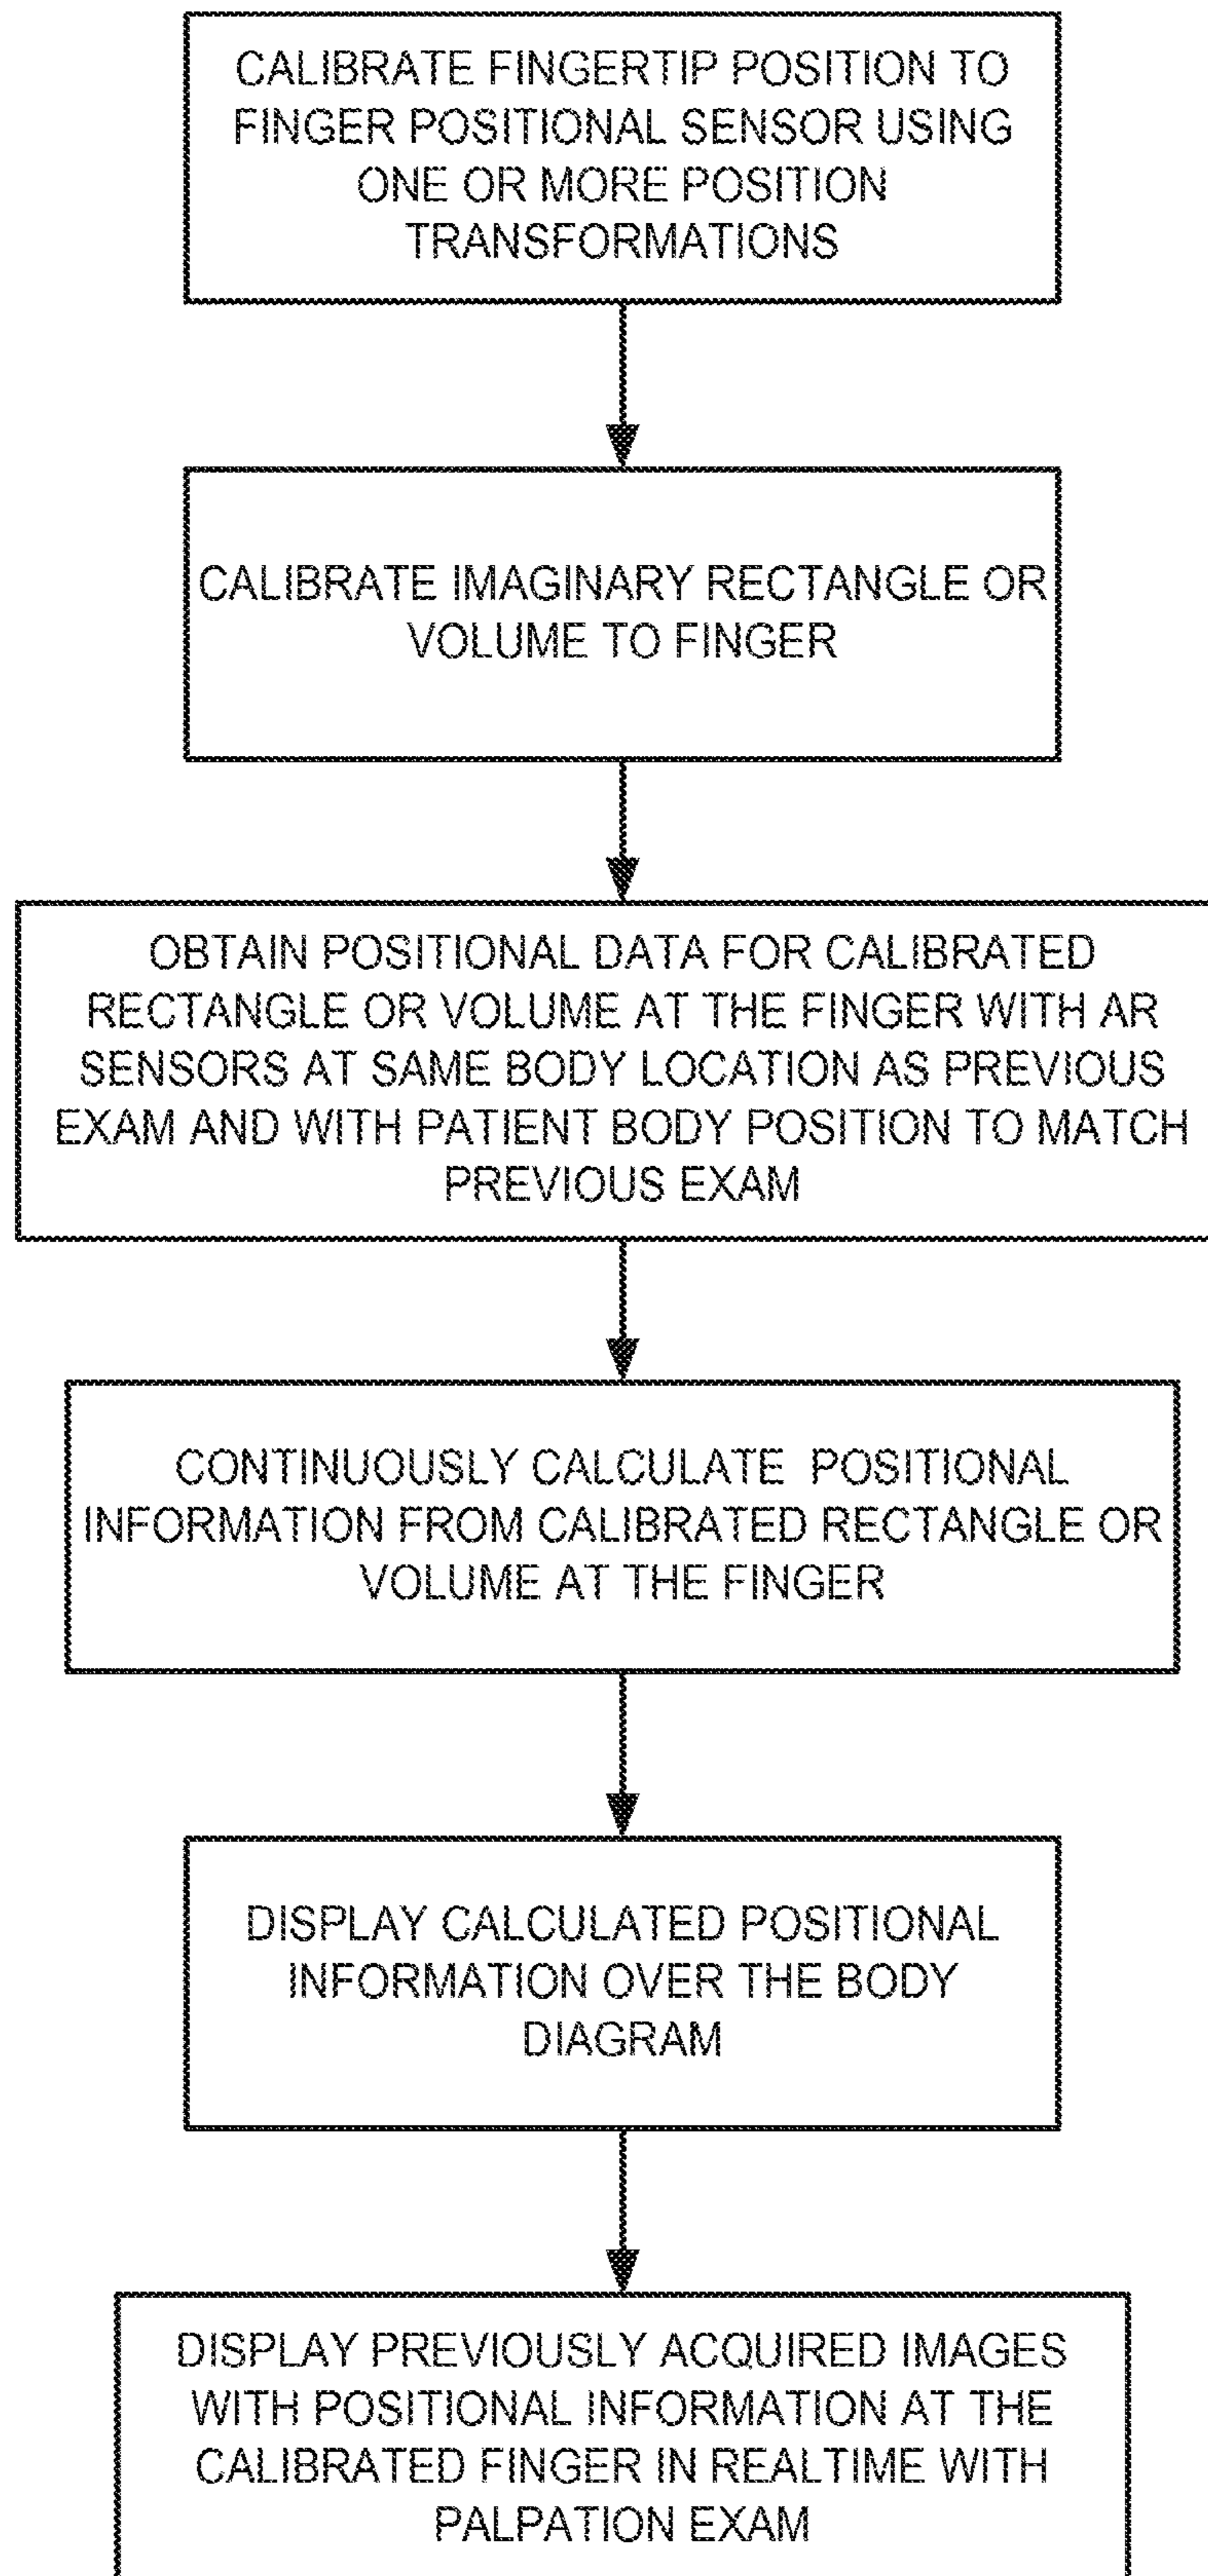 CALIBRATE FINGERTIP POSITION TO
FINGER POSITIONAL SENSOR USING
ONE OR MORE POSITION
TRANSFORMATIONS
CALIBRATE IMAGINARY RECTANGLE OR
VOLUME TO FINGER
OBTAIN POSITIONAL DATA FOR CALIBRATED
RECTANGLE OR VOLUME AT THE FINGER WITH AR
SENSORS AT SAME BODY LOCATION AS PREVIOUS
EXAM AND WITH PATIENT BODY POSITION TO MATCH
PREVIOUS EXAM
CONTINUOUSLY CALCULATE POSITIONAL
INFORMATION FROM CALIBRATED RECTANGLE OR
VOLUME AT THE FINGER
DISPLAY CALCULATED POSITIONAL
INFORMATION OVER THE BODY
DIAGRAM
DISPLAY PREVIOUSLY ACQUIRED IMAGES
WITH POSITIONAL INFORMATION AT THE
CALIBRATED FINGER IN REALTIME WITH
PALPATION EXAM